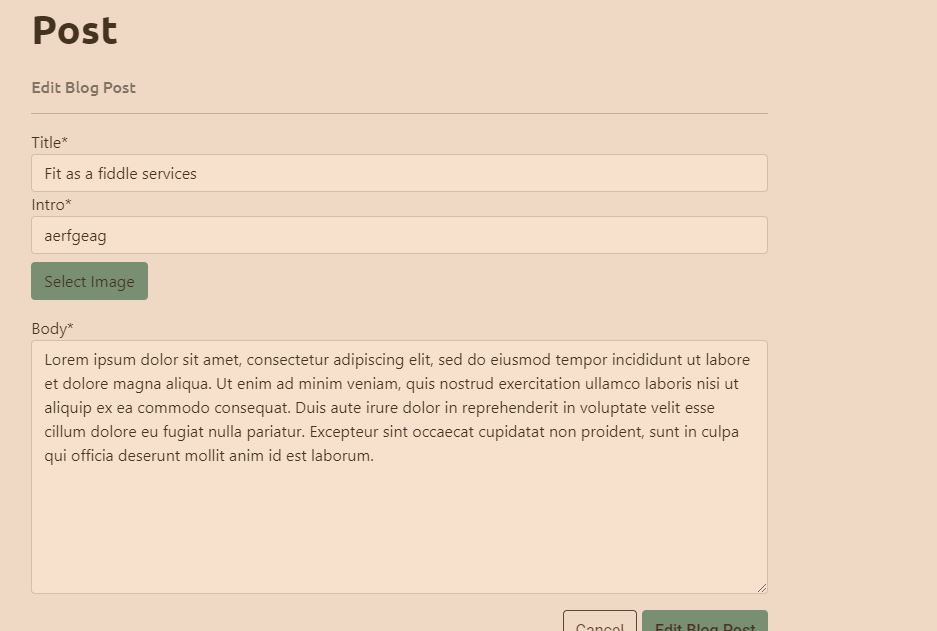 Post
Edit Blog Post
Title*
Fit as a fiddle services
Intro*
aerfgeag
Select Image
Body*
Lorem ipsum dolor sit amet, consectetur adipiscing elit, sed do eiusmod tempor incididunt ut labore
et dolore magna aliqua. Ut enim ad minim veniam, quis nostrud exercitation ullamco laboris nisi ut
aliquip ex ea commodo consequat. Duis aute irure dolor in reprehenderit in voluptate velit esse
cillum dolore eu fugiat nulla pariatur. Excepteur sint occaecat cupidatat non proident, sunt in culpa
qui officia deserunt mollit anim id est laborum.
Cancel
Edit Blog Post